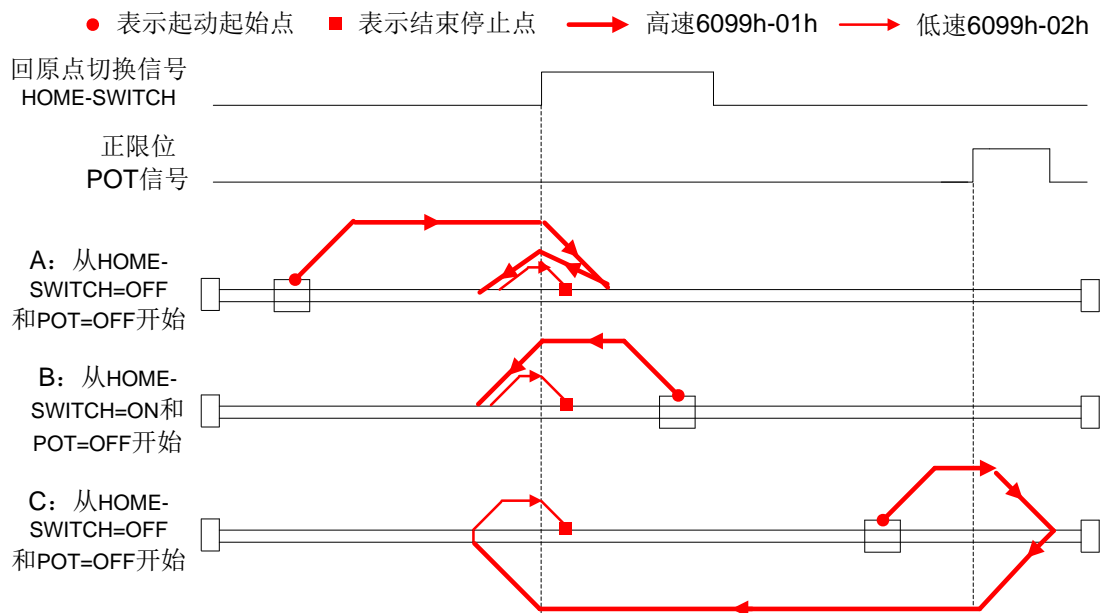 表示起动起始点 表示结束停止点 高速6099h-01h 低速6099h-02h
回原点切换信号
HOME-SWITCH
正限位
POT信号
A：从HOME-
SWITCH=OFF
和POT=OFF开始
B：从HOME-
SWITCH=ON和
POT=OFF开始
C：从HOME-
SWITCH=OFF
和POT=OFF开始